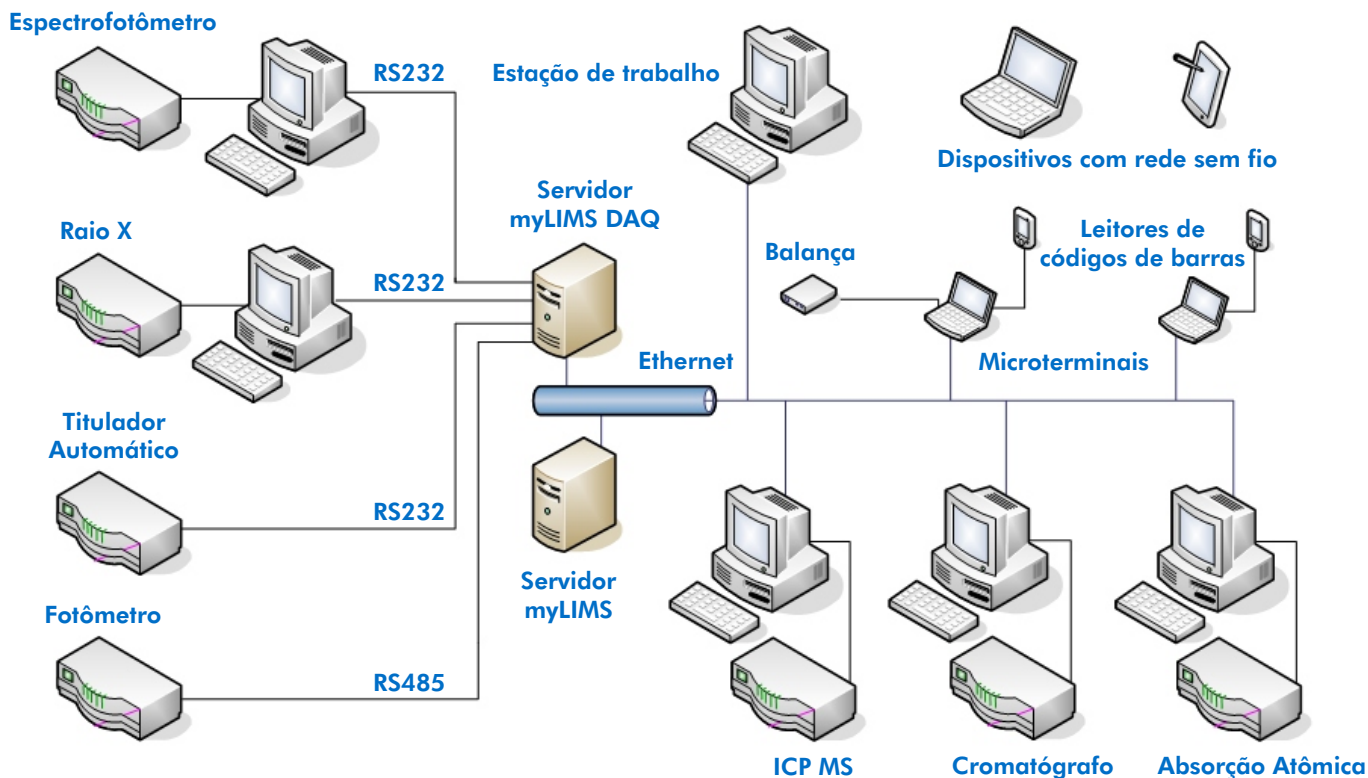 Espectrofotômetro
RS232
Estação de trabalho
Dispositivos com rede sem fio
Servidor
myLIMS DAQ
Raio X
RS232
Balança
Leitores de
códigos de barras
Ethernet
Microterminais
Titulador
Automático
RS232
Servidor
myLIMS
Fotômetro
RS485
ICP MS
Cromatógrafo
Absorção Atômica